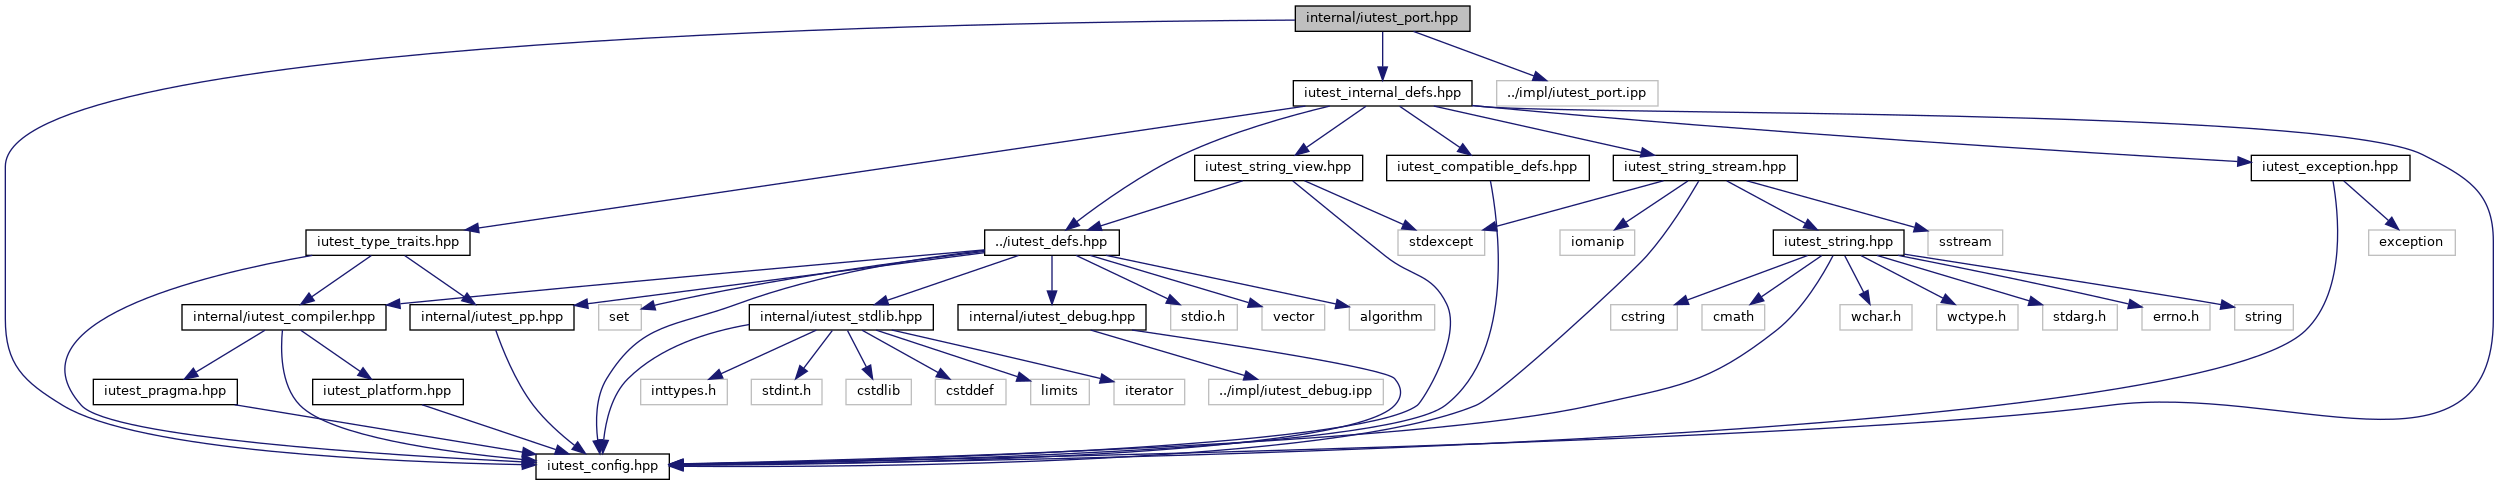 internal/iutest_port.hpp
iutest_internal_defs.hpp
../impl/iutest_port.ipp
iutest_string_view.hpp
iutest_compatible_defs.hpp
iutest_string_stream.hpp
iutest_exception.hpp
iutest_type_traits.hpp
../iutest_defs.hpp
stdexcept
iomanip
iutest_string.hpp
sstream
exception
internal/iutest_compiler.hpp
internal/iutest_pp.hpp
set
internal/iutest_stdlib.hpp
internal/iutest_debug.hpp
stdio.h
vector
algorithm
cstring
cmath
wchar.h
wctype.h
stdarg.h
errno.h
string
iutest_pragma.hpp
iutest_platform.hpp
inttypes.h
stdint.h
cstdlib
cstddef
limits
iterator
../impl/iutest_debug.ipp
iutest_config.hpp